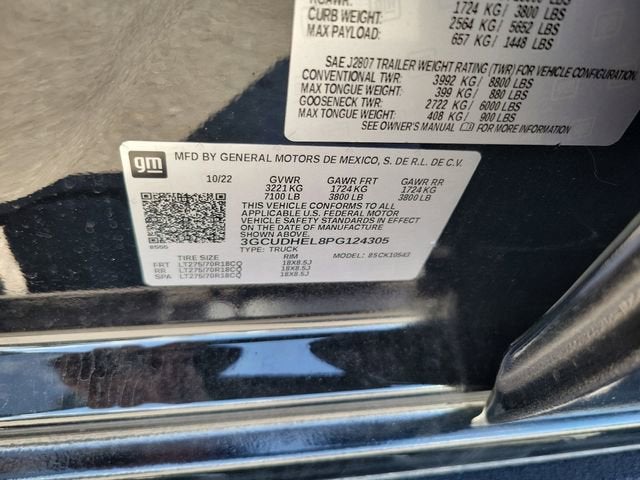 1724 KG / 3800 LBS
CURB WEIGHT: 2564 KG / 5652 LBS
MAX PAYLOAD: 657 KG / 1448 LBS
SAE J2807 TRAILER WEIGHT RATING (TWR) FOR VEHICLE CONFIGURATION
CONVENTIONAL TWR: 3992 KG / 8800 LBS
MAX TONGUE WEIGHT: 399 KG / 880 LBS
GOOSENECK TWR: 2722 KG / 6000 LBS
MAX TONGUE WEIGHT: 408 KG / 900 LBS
SEE OWNER'S MANUAL FOR MORE INFORMATION
gm MFD BY GENERAL MOTORS DE MEXICO, S. DE R.L. DE C.V.
10/22 GVWR GAWR FRT GAWR RR
3221 KG 1724 KG 1724 KG
7100 LB 3800 LB 3800 LB
THIS VEHICLE CONFORMS TO ALL
APPLICABLE U.S. FEDERAL MOTOR
VEHICLE SAFETY STANDARDS IN EFFECT
ON THE DATE OF MANUFACTURE
SHOWN ABOVE.
3GCUDHEL8PG124305
TYPE: TRUCK MODEL:
TIRE SIZE RIM
FRT LT275/70R18CQ 18X8.5J
RR LT275/70R18CQ 18X8.5J
SPA LT275/70R18CQ 18X8.5J